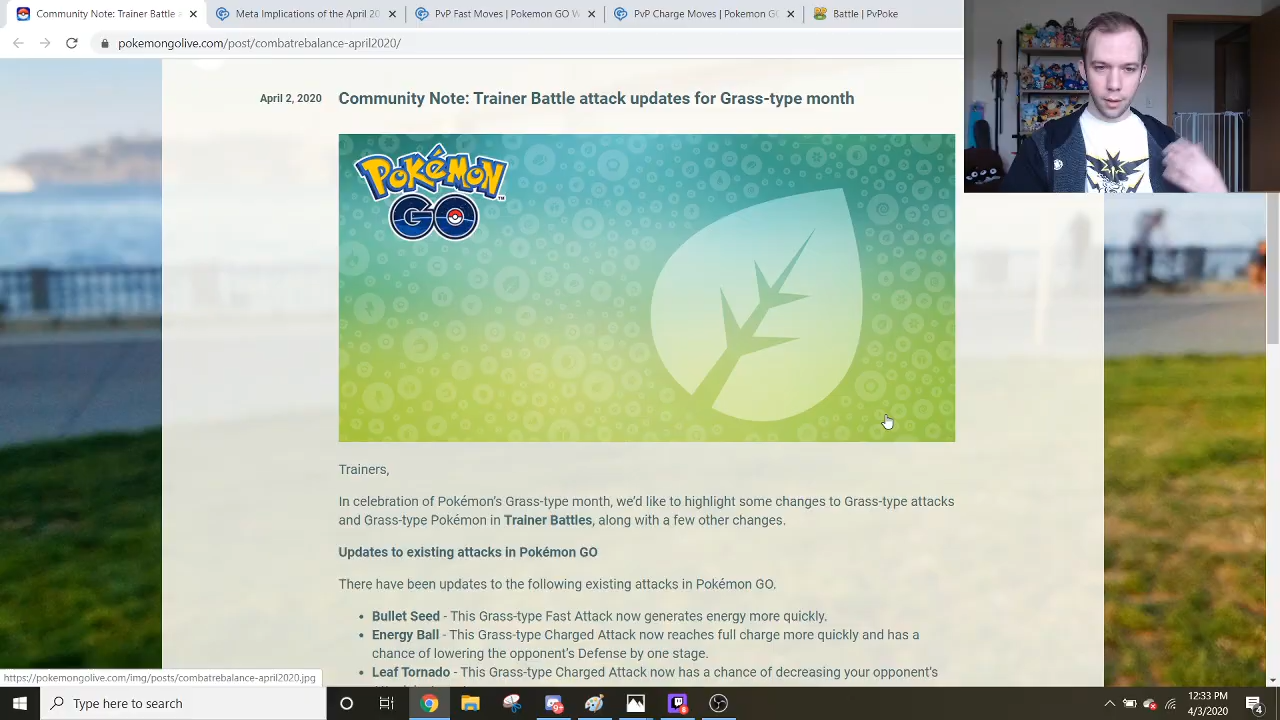 Community Note: Trainer Battle
Meta Implications of the April 20
PvP Fast Moves | Pokemon GO W
PvP Charge Moves | Pokemon GO
Battle | PvPoke
pokemongolive.com/post/combatrebalance-april2020/
April 2, 2020
Community Note: Trainer Battle attack updates for Grass-type month
Pokémon
GO
Trainers,
In celebration of Pokémon's Grass-type month, we'd like to highlight some changes to Grass-type attacks
and Grass-type Pokémon in Trainer Battles, along with a few other changes.
Updates to existing attacks in Pokémon GO
There have been updates to the following existing attacks in Pokémon GO.
• Bullet Seed - This Grass-type Fast Attack now generates energy more quickly.
• Energy Ball - This Grass-type Charged Attack now reaches full charge more quickly and has a
chance of lowering the opponent's Defense by one stage.
• Leaf Tornado - This Grass-type Charged Attack now has a chance of decreasing your opponent's
https://pokemongolive.com/img/posts/combatrebalance-april2020.jpg
Type here to search
12:33 PM
4/3/2020